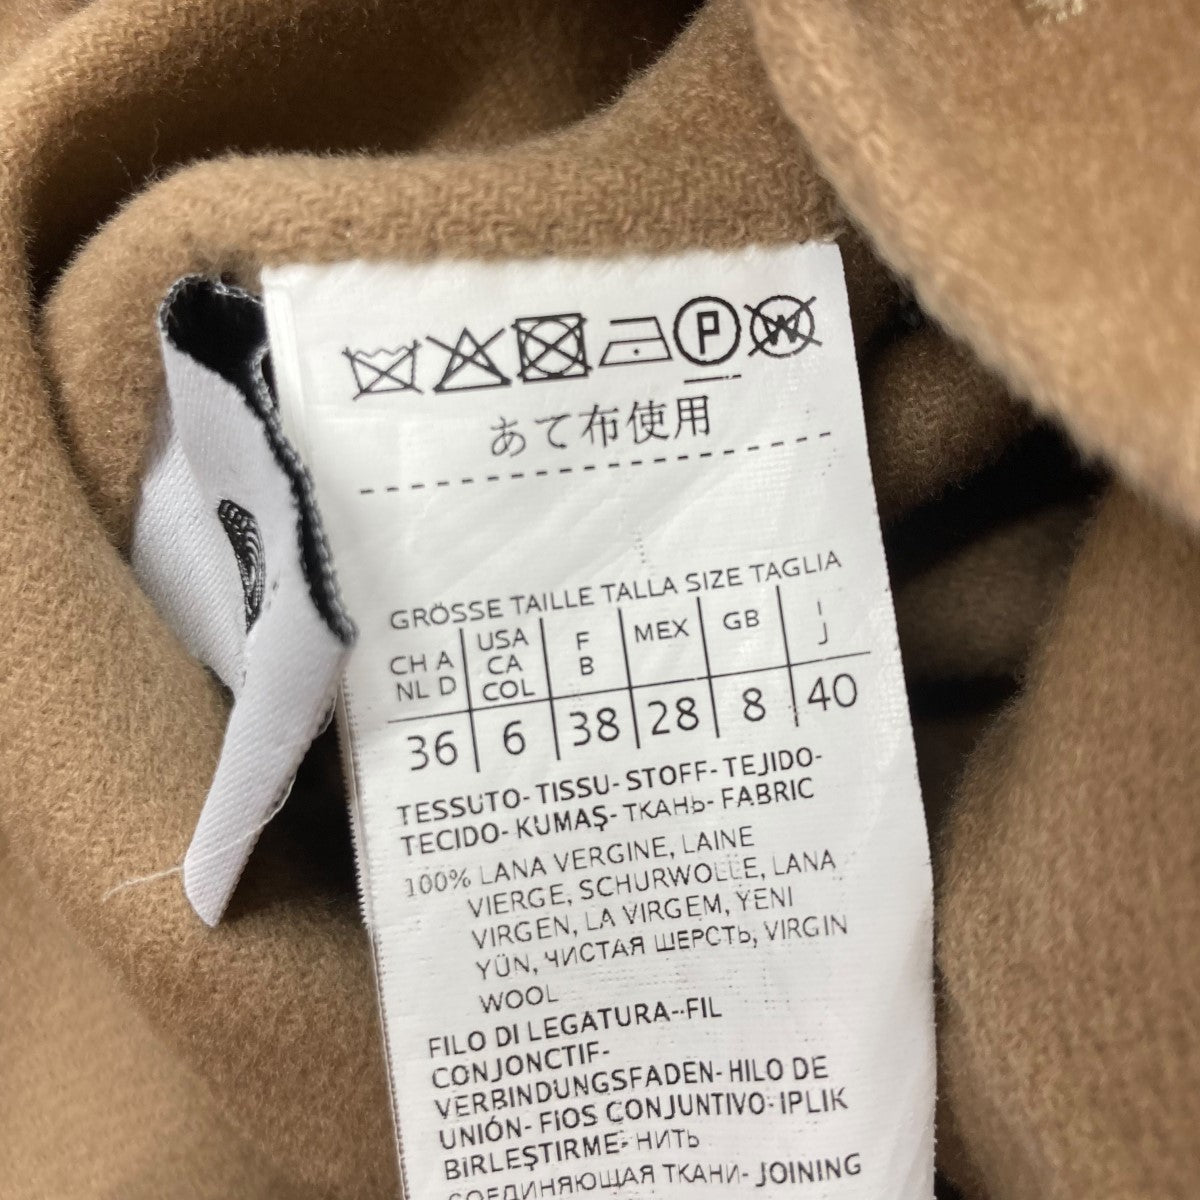 P W
あて布使用
GRÖSSE TAILLE TALLA SIZE TAGLIA
CH A NL D USA CA COL F B MEX GB I J
36 6 38 28 8 40
TESSUTO- TISSU- STOFF- TEJIDO-
TECIDO- KUMAŞ- ТКАНЬ- FABRIC
100% LANA VERGINE, LAINE
VIERGE, SCHURWOLLE, LANA
VIRGEN, LA VIRGEM, YENI
YÜN, ЧИСТАЯ ШЕРСТЬ, VIRGIN
WOOL
FILO DI LEGATURA--FIL
CONJONCTIF-
VERBINDUNGSFADEN- HILO DE
UNIÓN- FIOS CONJUNTIVO- IPLIK
BİRLEŞTIRME- НИТЬ
СОЕДИНЯЮЩАЯ ТКАНИ- JOINING